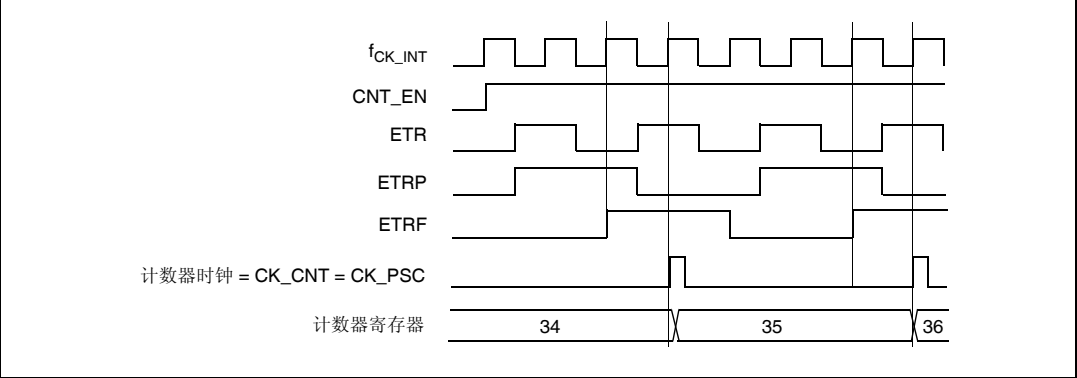 fCK_INT
CNT_EN
ETR
ETRP
ETRF
计数器时钟 = CK_CNT = CK_PSC
计数器寄存器 34 35 36